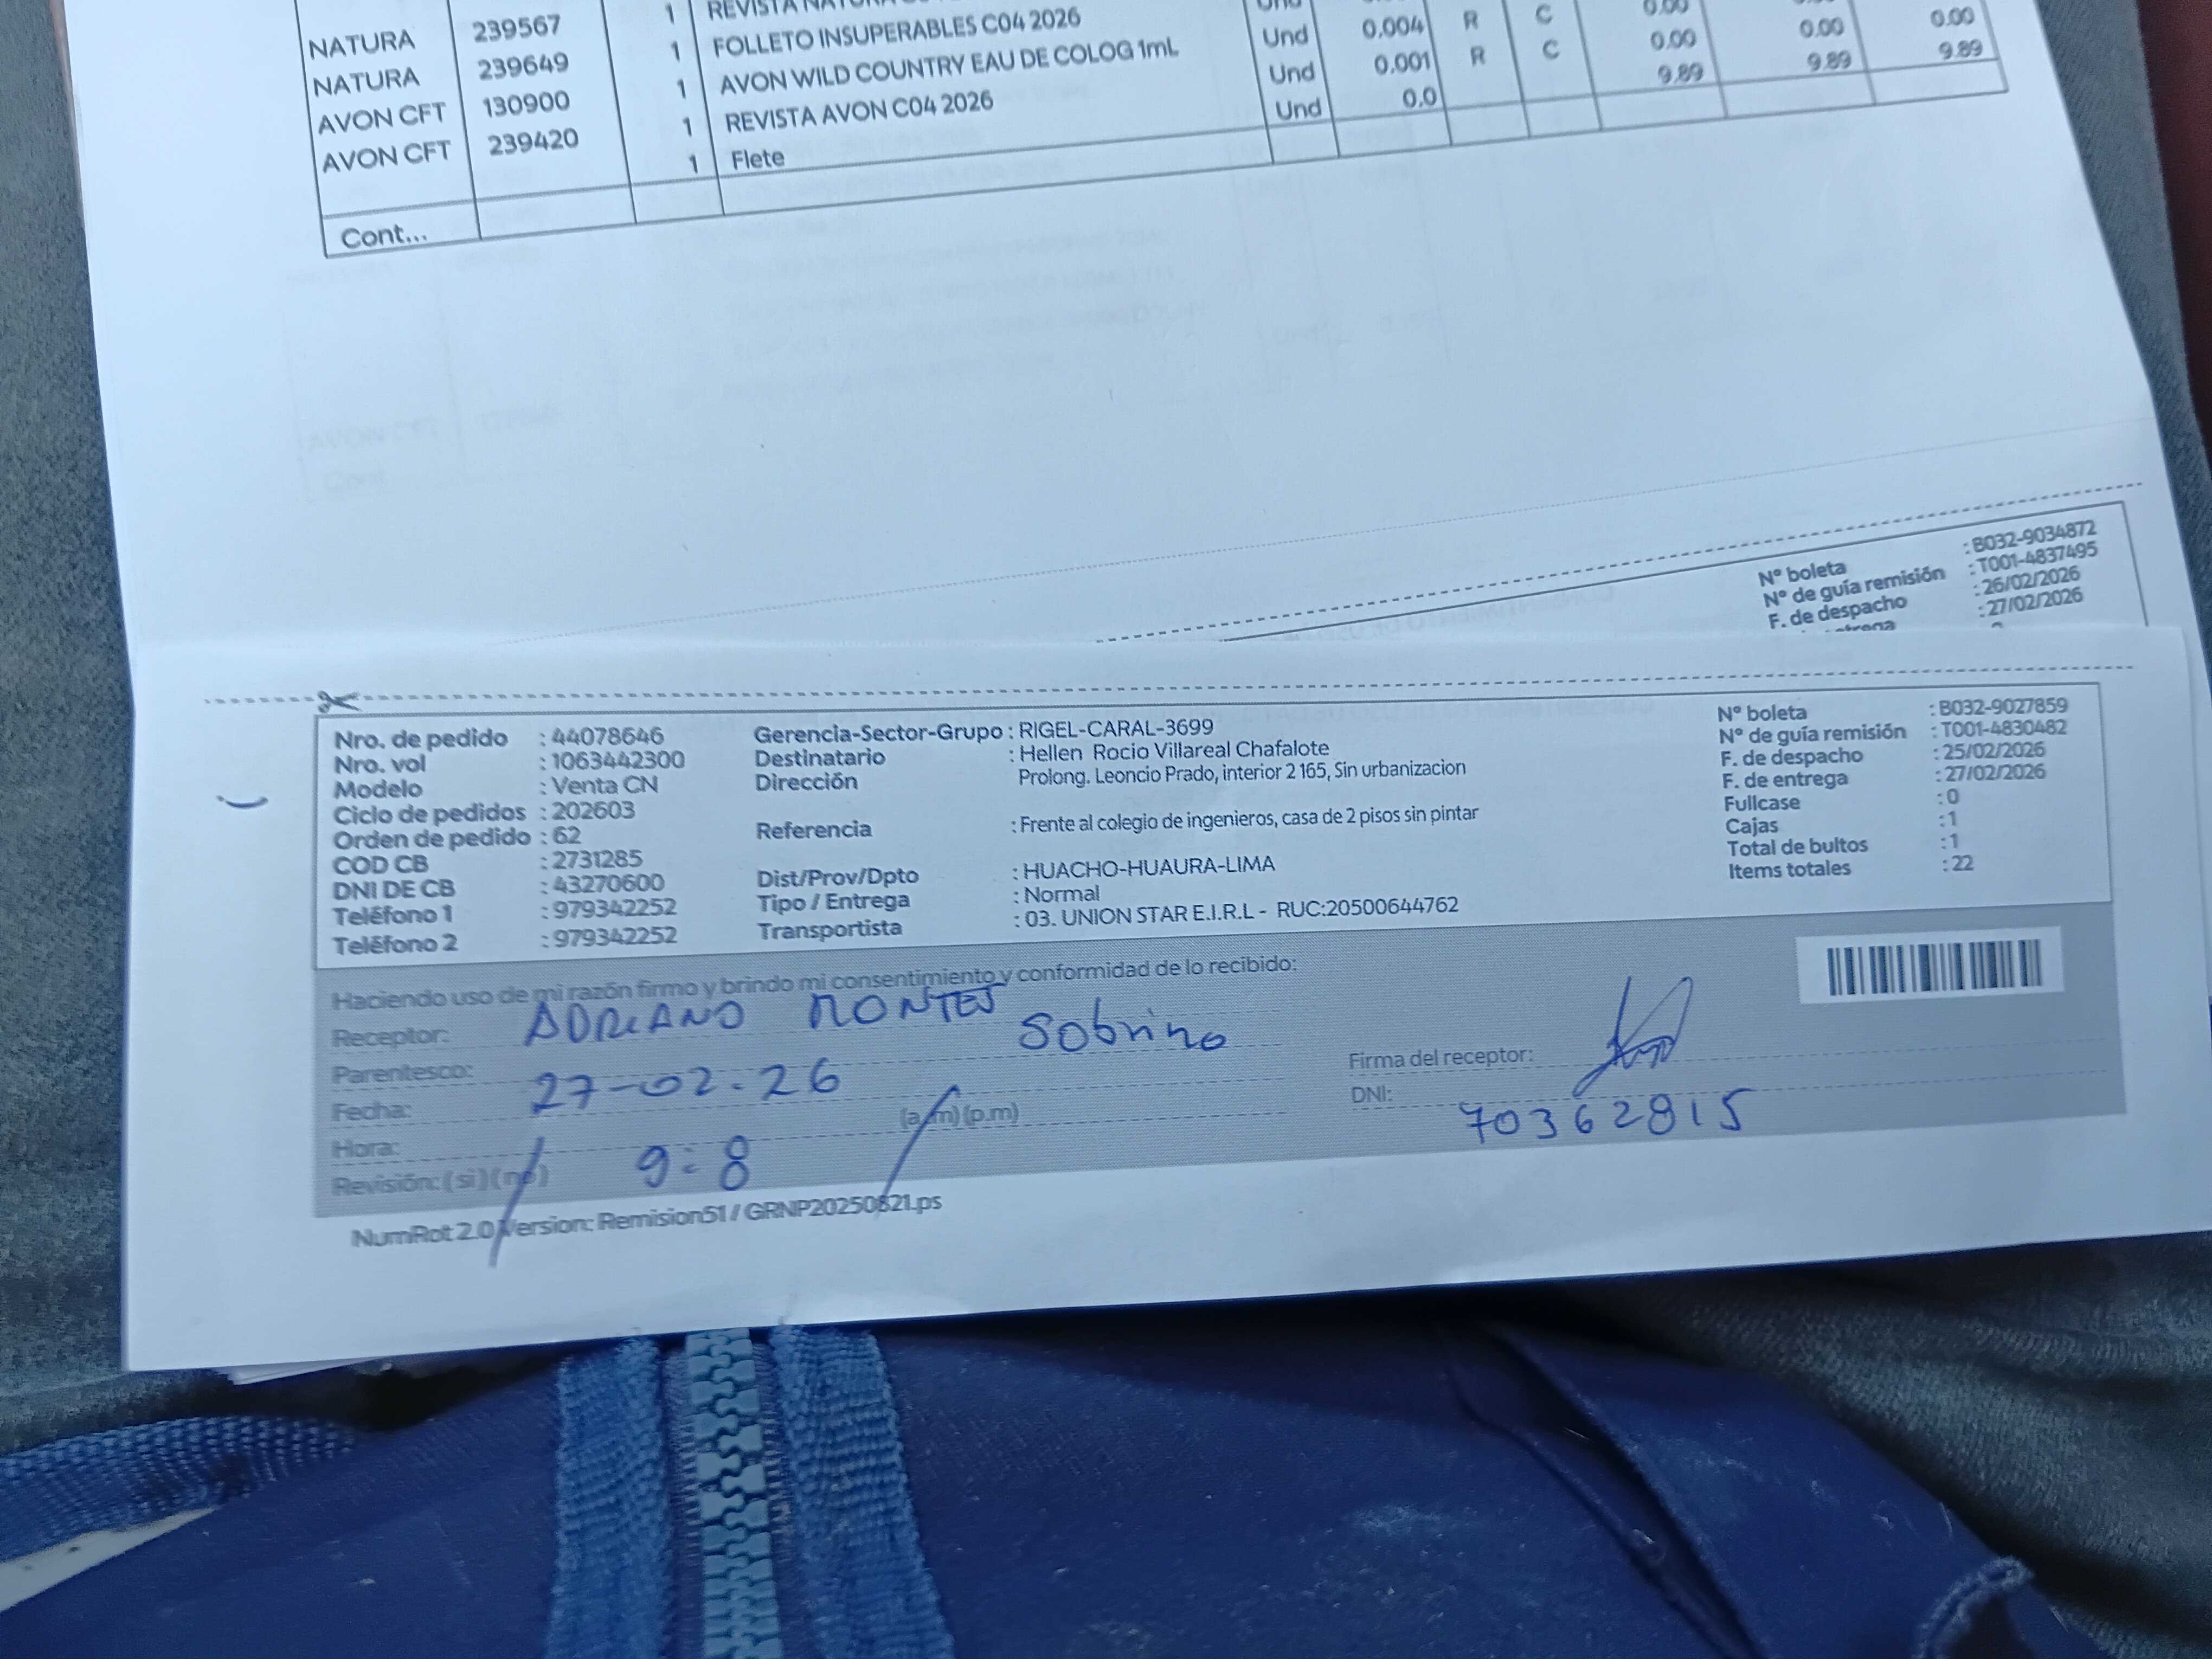 1 REVISTA NATURA
NATURA 239567 1 FOLLETO INSUPERABLES C04 2026 Und 0.004 R C 0.00 0.00 0.00
NATURA 239649 1 AVON WILD COUNTRY EAU DE COLOG 1mL Und 0.001 R C 0.00 0.00 0.00
AVON CFT 130900 1 REVISTA AVON C04 2026 Und 0.0 9.89 9.89 9.89
AVON CFT 239420 1 Flete
Cont...
Nº boleta : B032-9034872
Nº de guía remisión : T001-4837495
F. de despacho : 26/02/2026
: 27/02/2026
Nro. de pedido : 44078646
Nro. vol : 1063442300
Modelo : Venta CN
Ciclo de pedidos : 202603
Orden de pedido : 62
COD CB : 2731285
DNI DE CB : 43270600
Teléfono 1 : 979342252
Teléfono 2 : 979342252
Gerencia-Sector-Grupo : RIGEL-CARAL-3699
Destinatario : Hellen Rocio Villareal Chafalote
Dirección Prolong. Leoncio Prado, interior 2 165, Sin urbanizacion
Referencia : Frente al colegio de ingenieros, casa de 2 pisos sin pintar
Dist/Prov/Dpto : HUACHO-HUAURA-LIMA
Tipo / Entrega : Normal
Transportista : 03. UNION STAR E.I.R.L - RUC:20500644762
Nº boleta : B032-9027859
Nº de guía remisión : T001-4830482
F. de despacho : 25/02/2026
F. de entrega : 27/02/2026
Fullcase : 0
Cajas : 1
Total de bultos : 1
Items totales : 22
Haciendo uso de mi razón firmo y brindo mi consentimiento y conformidad de lo recibido:
Receptor: ADRIANO MONTES
Parentesco: Sobrino
Fecha: 27-02-26
Hora: 9:8 (a.m) (p.m)
Revisión: (si) (no)
Firma del receptor:
DNI: 70362815
NumRot 2.0 Version: Remision51 / GRNP20250821.ps